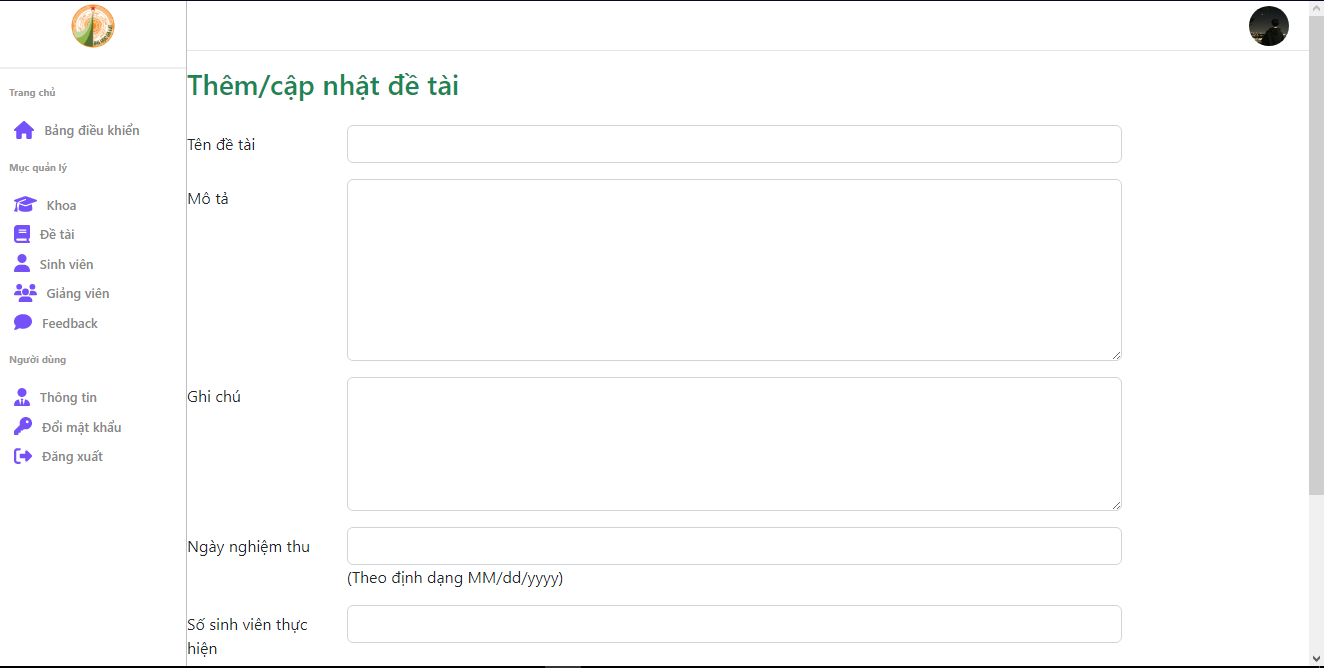 Trang chủ
Bảng điều khiển
Mục quản lý
Khoa
Đề tài
Sinh viên
Giảng viên
Feedback
Người dùng
Thông tin
Đổi mật khẩu
Đăng xuất
Thêm/cập nhật đề tài
Tên đề tài
Mô tả
Ghi chú
Ngày nghiệm thu
(Theo định dạng MM/dd/yyyy)
Số sinh viên thực
hiện